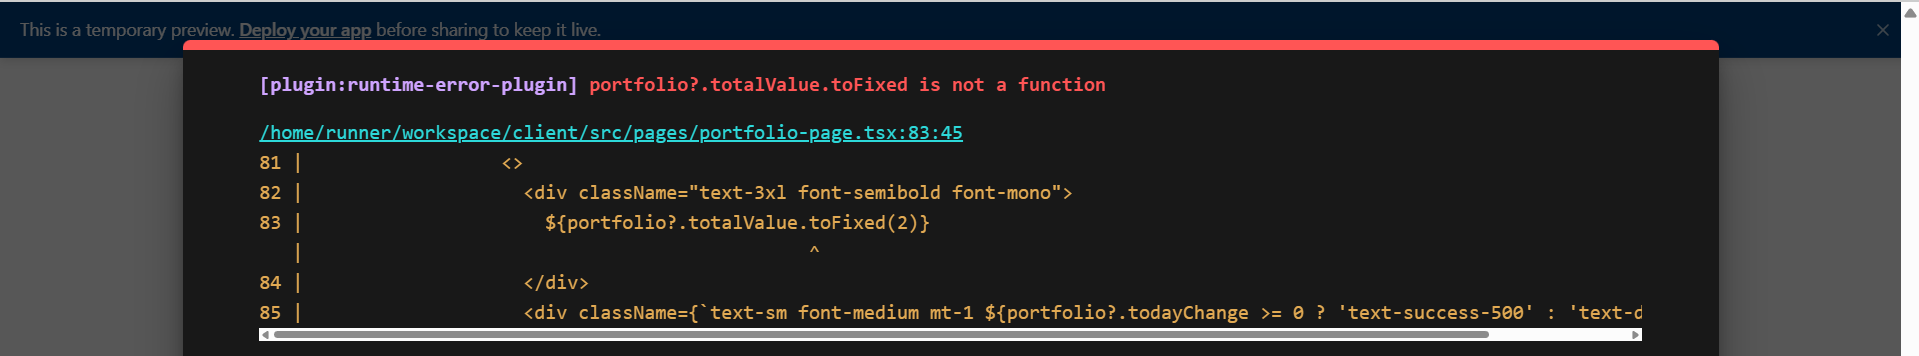 This is a temporary preview. Deploy your app before sharing to keep it live.
[plugin:runtime-error-plugin] portfolio?.totalValue.toFixed is not a function
/home/runner/workspace/client/src/pages/portfolio-page.tsx:83:45
81 | <>
82 | <div className="text-3xl font-semibold font-mono">
83 | ${portfolio?.totalValue.toFixed(2)}
| ^
84 | </div>
85 | <div className={`text-sm font-medium mt-1 ${portfolio?.todayChange >= 0 ? 'text-success-500' : 'text-d